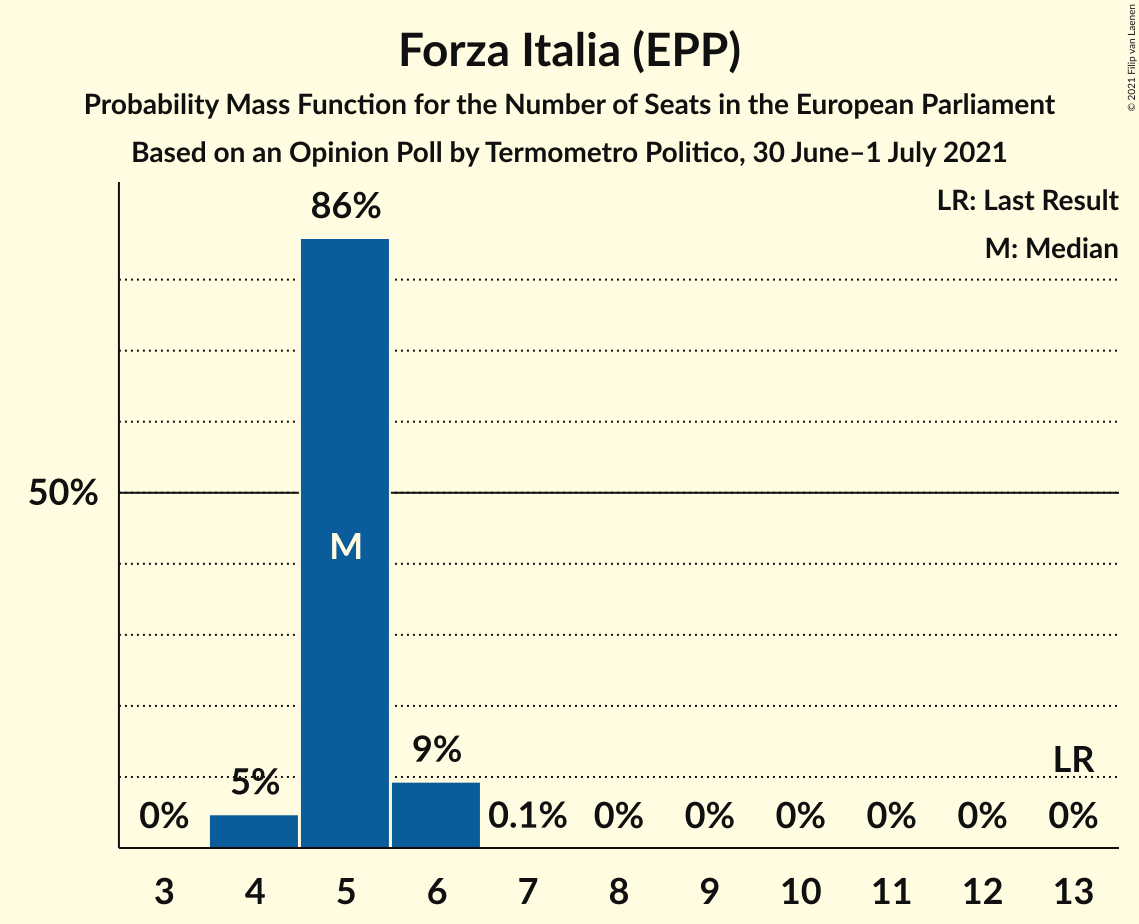 Forza Italia (EPP)
Probability Mass Function for the Number of Seats in the European Parliament
Based on an Opinion Poll by Termometro Politico, 30 June–1 July 2021
© 2021 Filip van Laenen
LR: Last Result
M: Median
86%
50%
M
9%
LR
5%
0%
0.1%
0%
0%
0%
0%
0%
0%
3
4
5
6
7
8
9
10
11
12
13